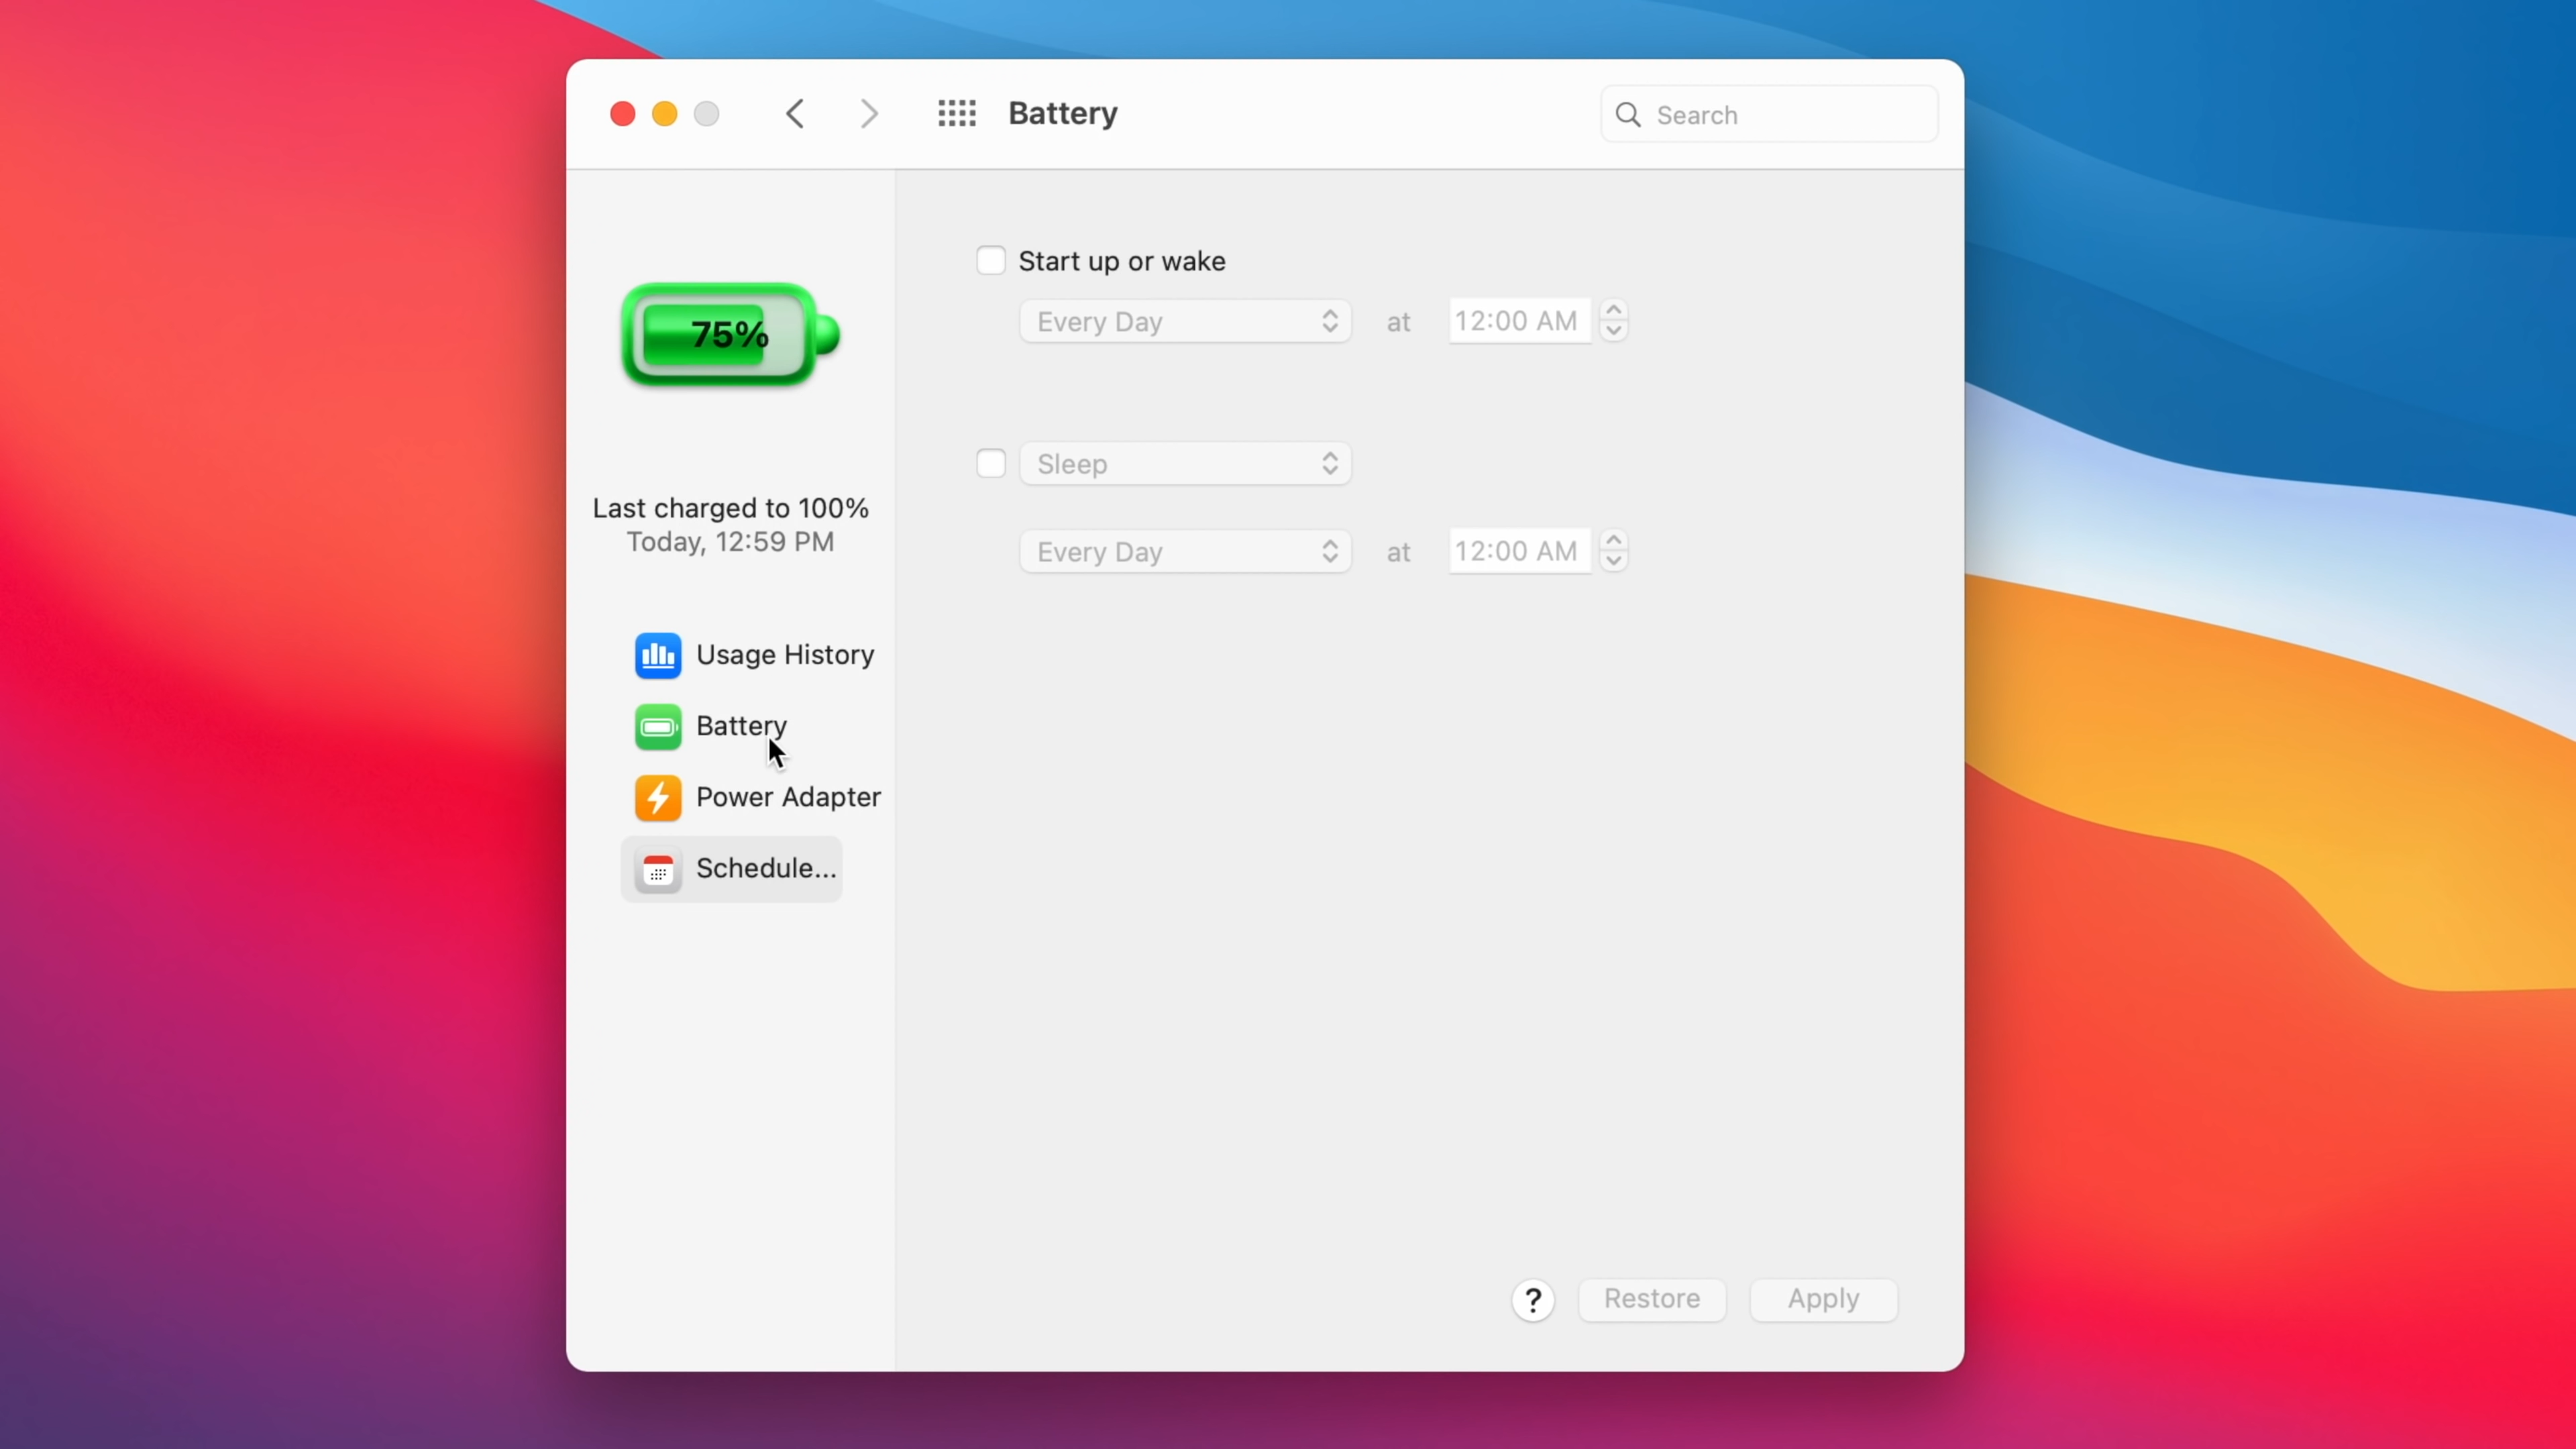 Battery
Search
75%
Last charged to 100%
Today, 12:59 PM
Usage History
Battery
Power Adapter
Schedule...
Start up or wake
Every Day at 12:00 AM
Sleep
Every Day at 12:00 AM
? Restore Apply